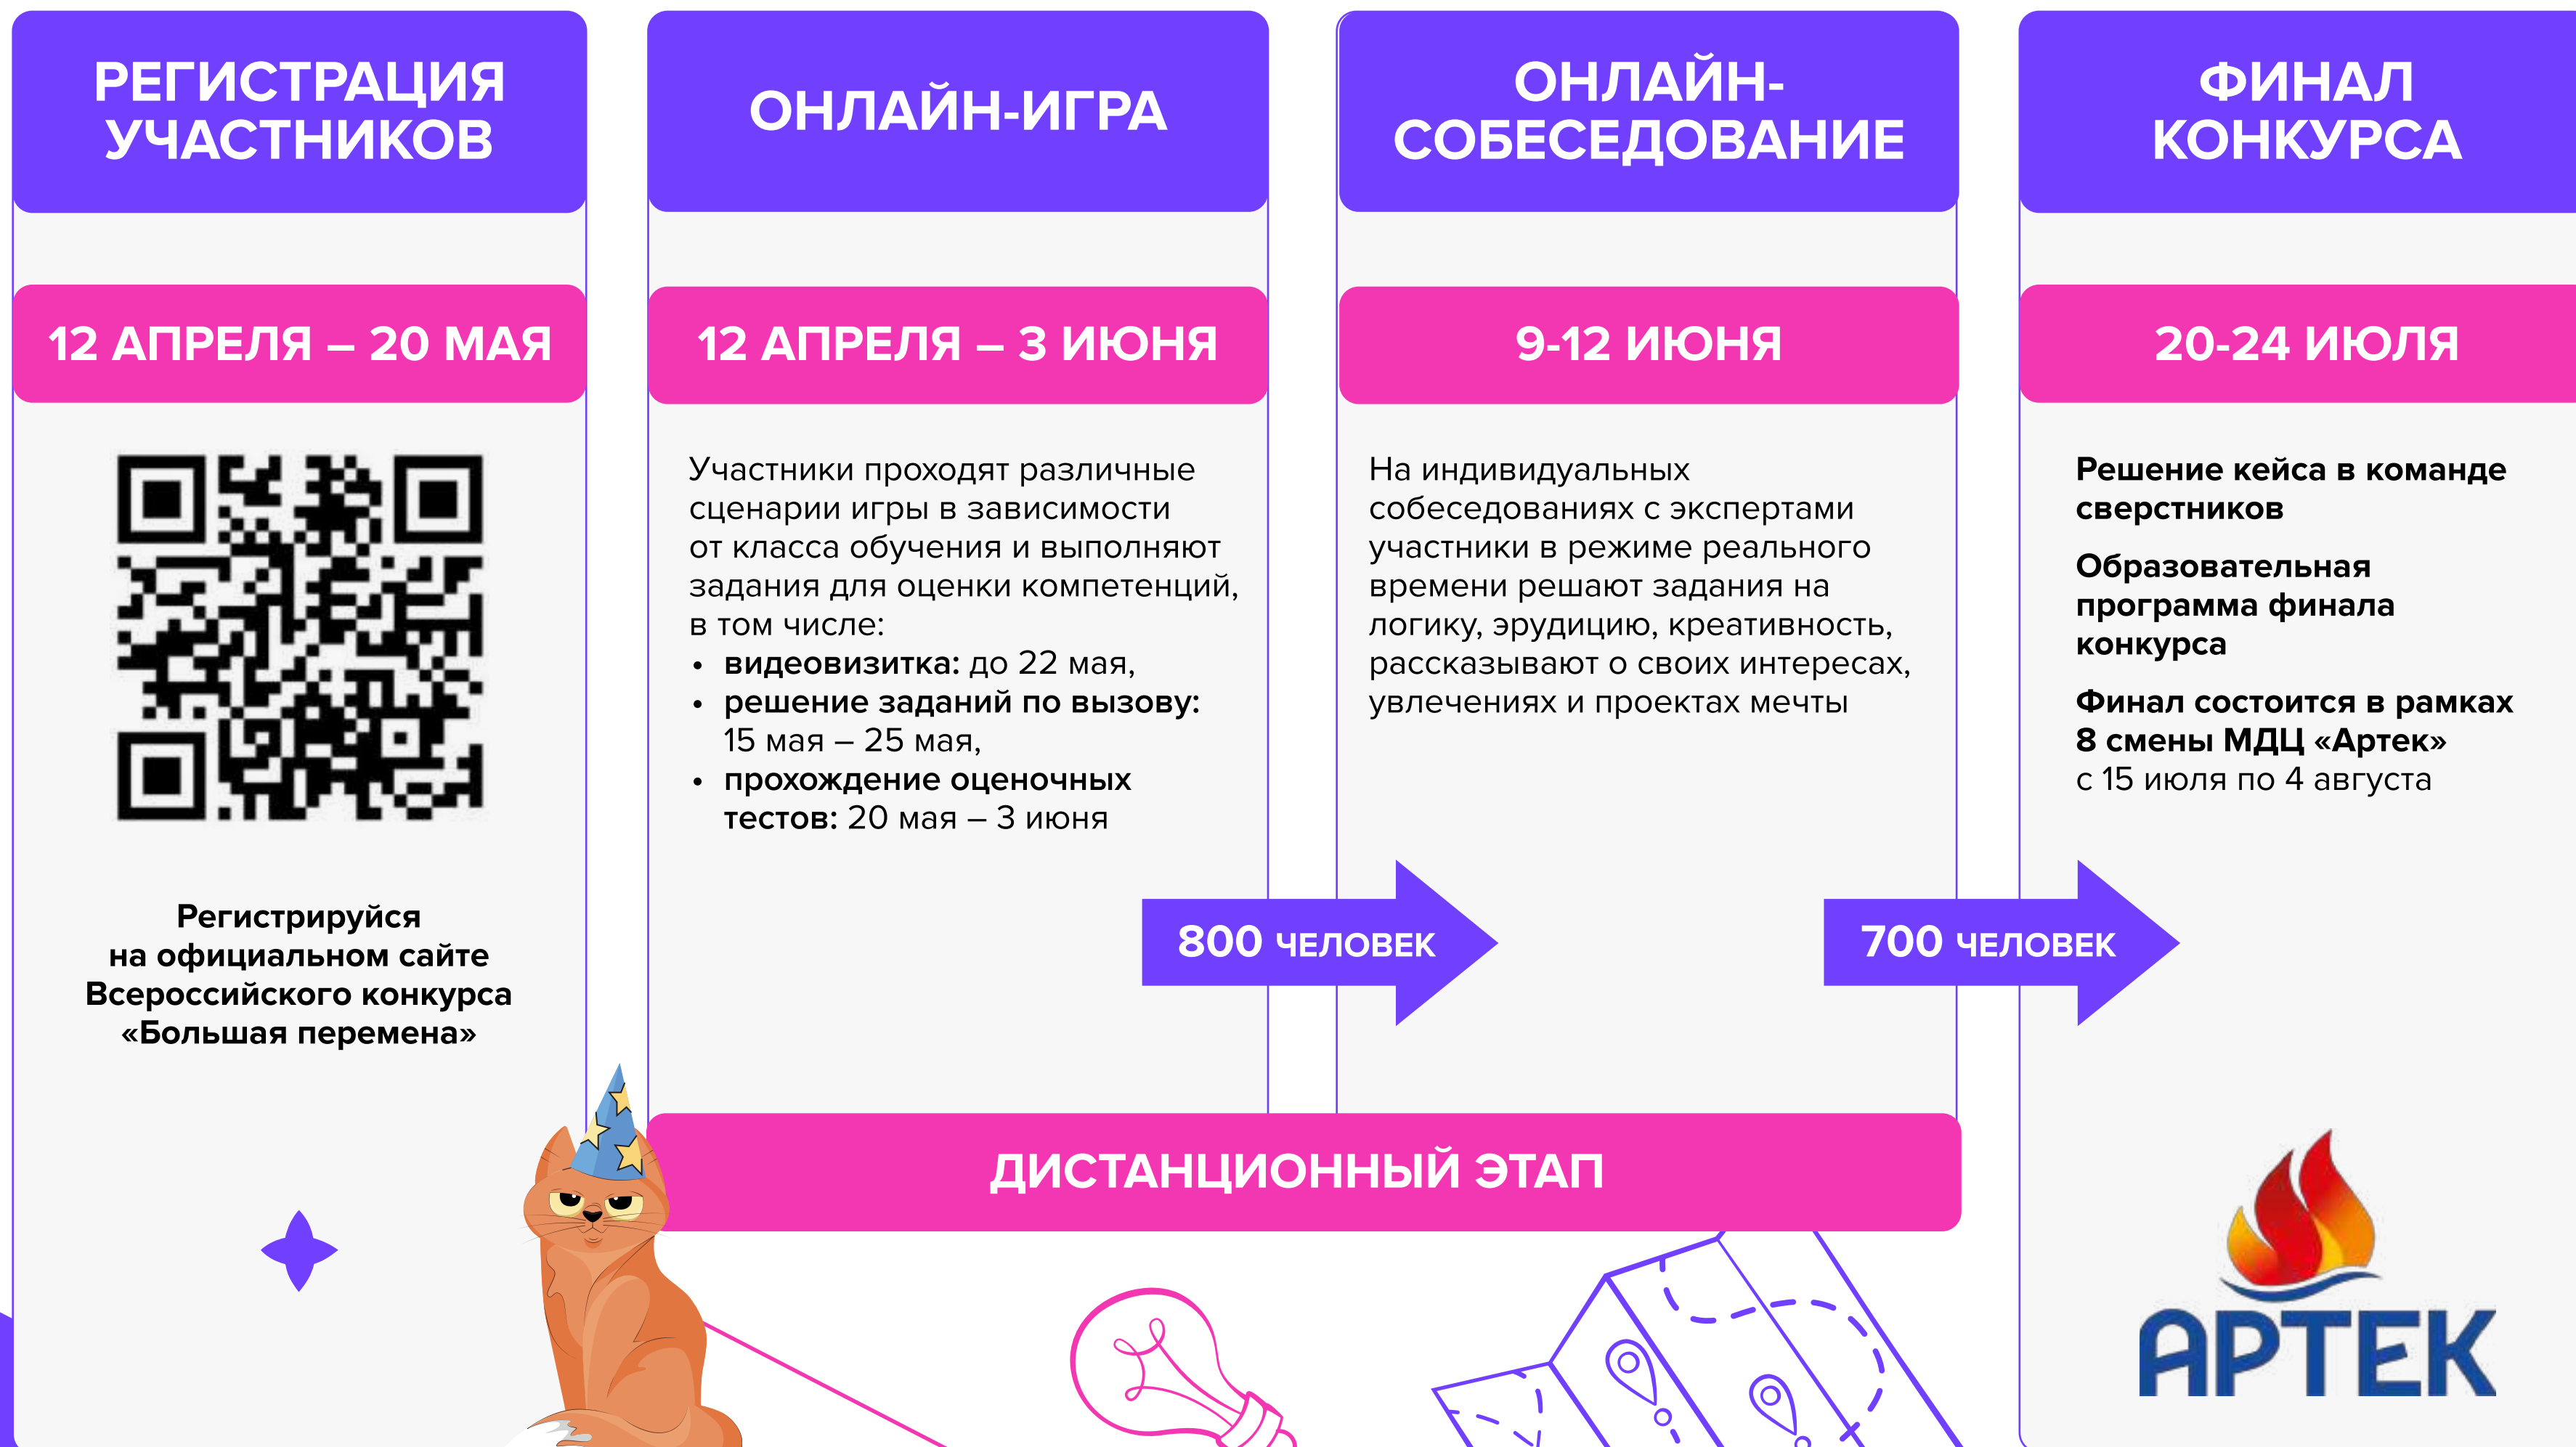 РЕГИСТРАЦИЯ
УЧАСТНИКОВ
12 АПРЕЛЯ – 20 МАЯ
Регистрируйся
на официальном сайте
Всероссийского конкурса
«Большая перемена»
ОНЛАЙН-ИГРА
12 АПРЕЛЯ – 3 ИЮНЯ
Участники проходят различные
сценарии игры в зависимости
от класса обучения и выполняют
задания для оценки компетенций,
в том числе:
• видеовизитка: до 22 мая,
• решение заданий по вызову:
15 мая – 25 мая,
• прохождение оценочных
тестов: 20 мая – 3 июня
800 ЧЕЛОВЕК
ОНЛАЙН-
СОБЕСЕДОВАНИЕ
9-12 ИЮНЯ
На индивидуальных
собеседованиях с экспертами
участники в режиме реального
времени решают задания на
логику, эрудицию, креативность,
рассказывают о своих интересах,
увлечениях и проектах мечты
700 ЧЕЛОВЕК
ДИСТАНЦИОННЫЙ ЭТАП
ФИНАЛ
КОНКУРСА
20-24 ИЮЛЯ
Решение кейса в команде
сверстников
Образовательная
программа финала
конкурса
Финал состоится в рамках
8 смены МДЦ «Артек»
с 15 июля по 4 августа
АРТЕК